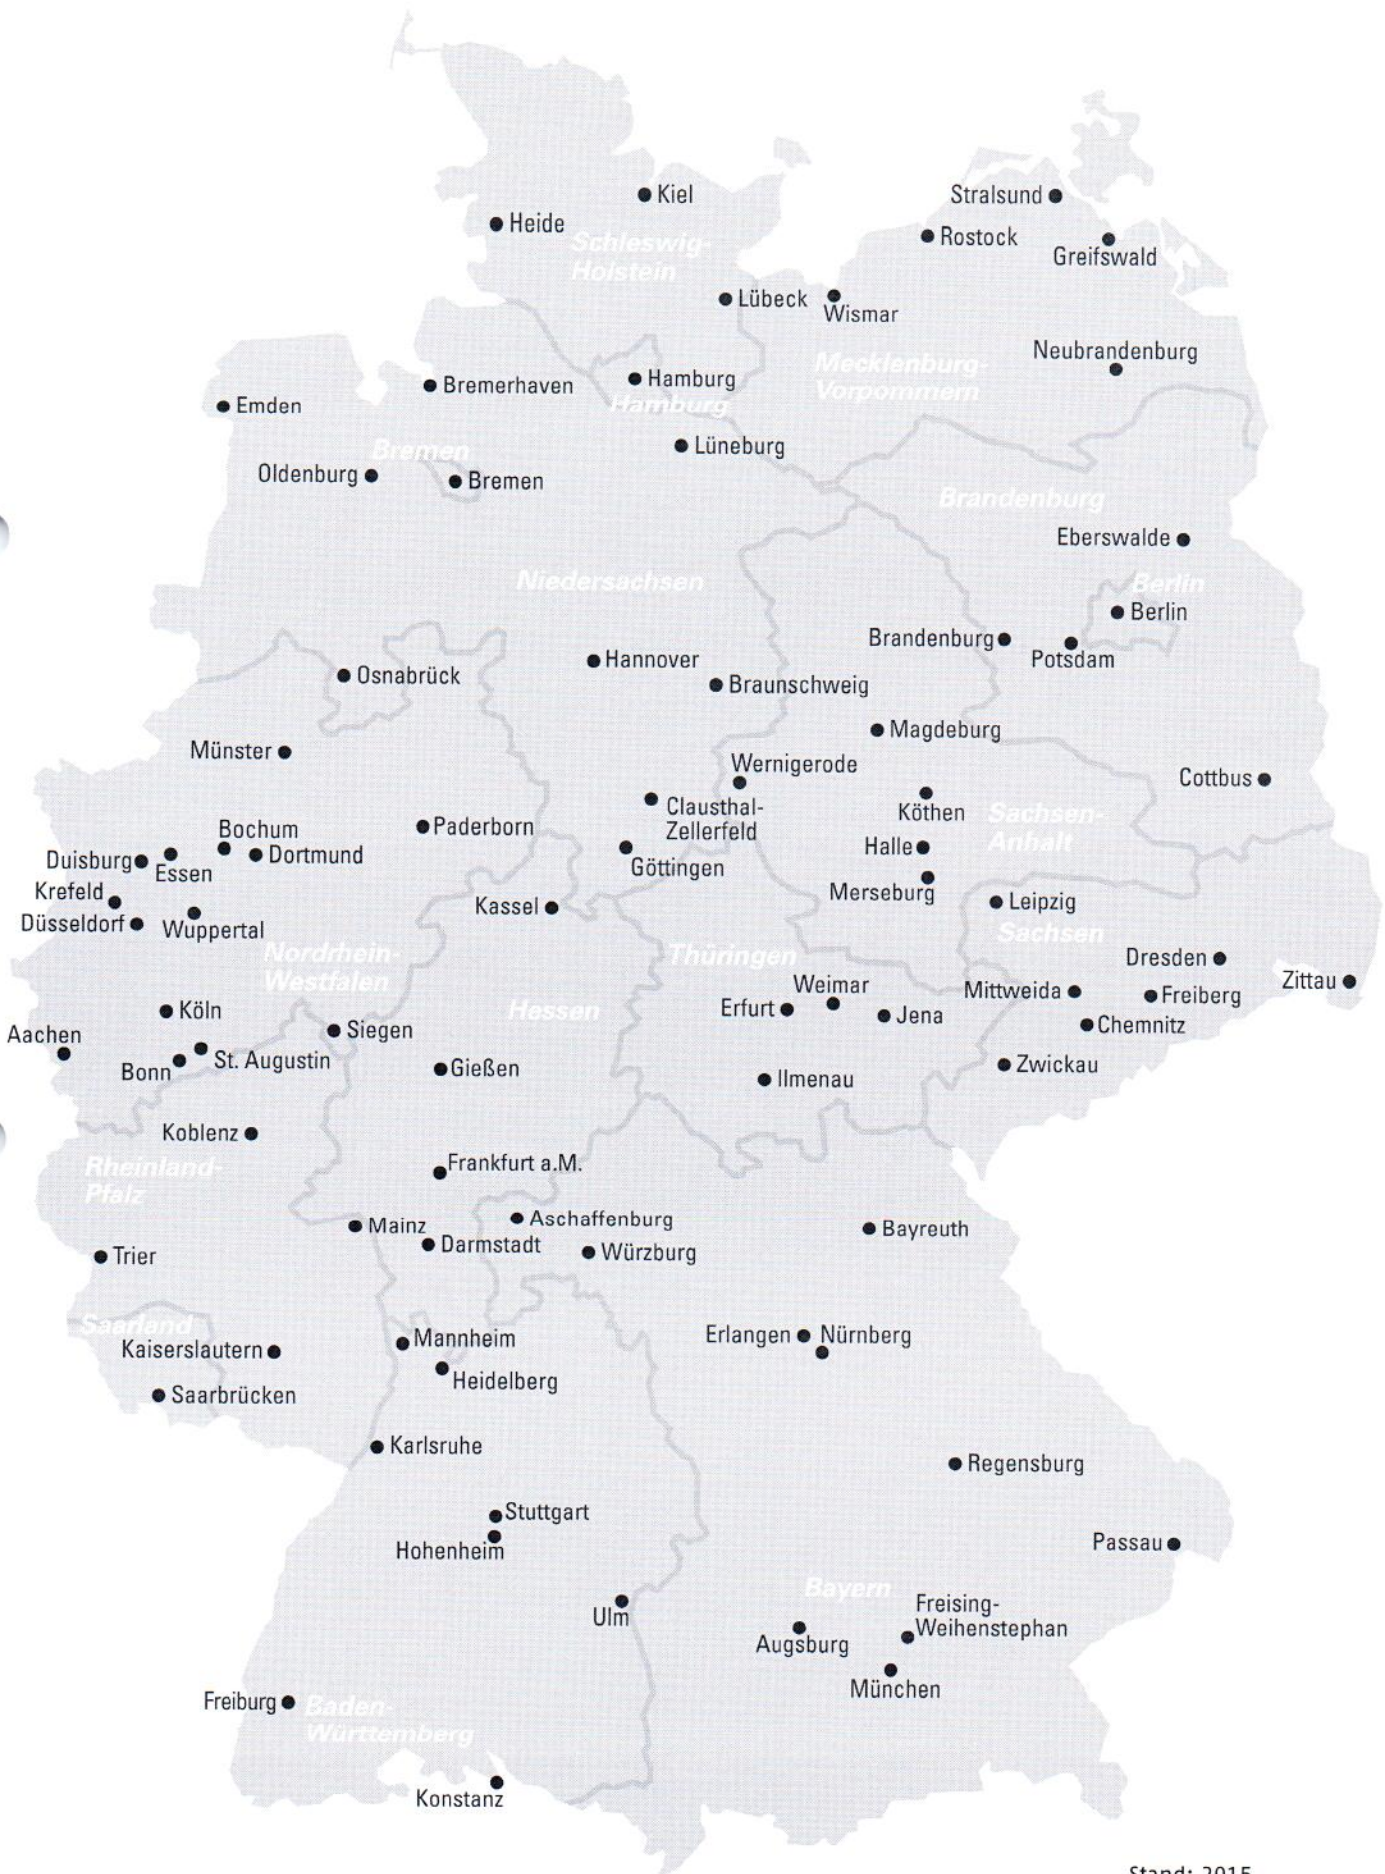 Kiel
Stralsund
Heide
Rostock
Schleswig-
Holstein
Greifswald
Lübeck
Wismar
Neubrandenburg
Mecklenburg-
Vorpommern
Hamburg
Bremerhaven
Hamburg
Emden
Lüneburg
Bremen
Oldenburg
Bremen
Brandenburg
Eberswalde
Niedersachsen
Berlin
Berlin
Brandenburg
Potsdam
Hannover
Osnabrück
Braunschweig
Magdeburg
Münster
Wernigerode
Cottbus
Clausthal-
Zellerfeld
Köthen
Sachsen-
Anhalt
Paderborn
Bochum
Dortmund
Duisburg
Essen
Göttingen
Halle
Krefeld
Merseburg
Leipzig
Kassel
Düsseldorf
Wuppertal
Sachsen
Nordrhein-
Westfalen
Thüringen
Dresden
Zittau
Weimar
Mittweida
Freiberg
Köln
Hessen
Erfurt
Jena
Chemnitz
Aachen
Siegen
Bonn
St. Augustin
Gießen
Zwickau
Ilmenau
Koblenz
Rheinland-
Pfalz
Frankfurt a.M.
Mainz
Aschaffenburg
Bayreuth
Darmstadt
Würzburg
Trier
Saarland
Mannheim
Erlangen
Nürnberg
Kaiserslautern
Heidelberg
Saarbrücken
Karlsruhe
Regensburg
Stuttgart
Hohenheim
Passau
Bayern
Freising-
Weihenstephan
Ulm
Augsburg
München
Freiburg
Baden-
Württemberg
Konstanz
Stand: 2015